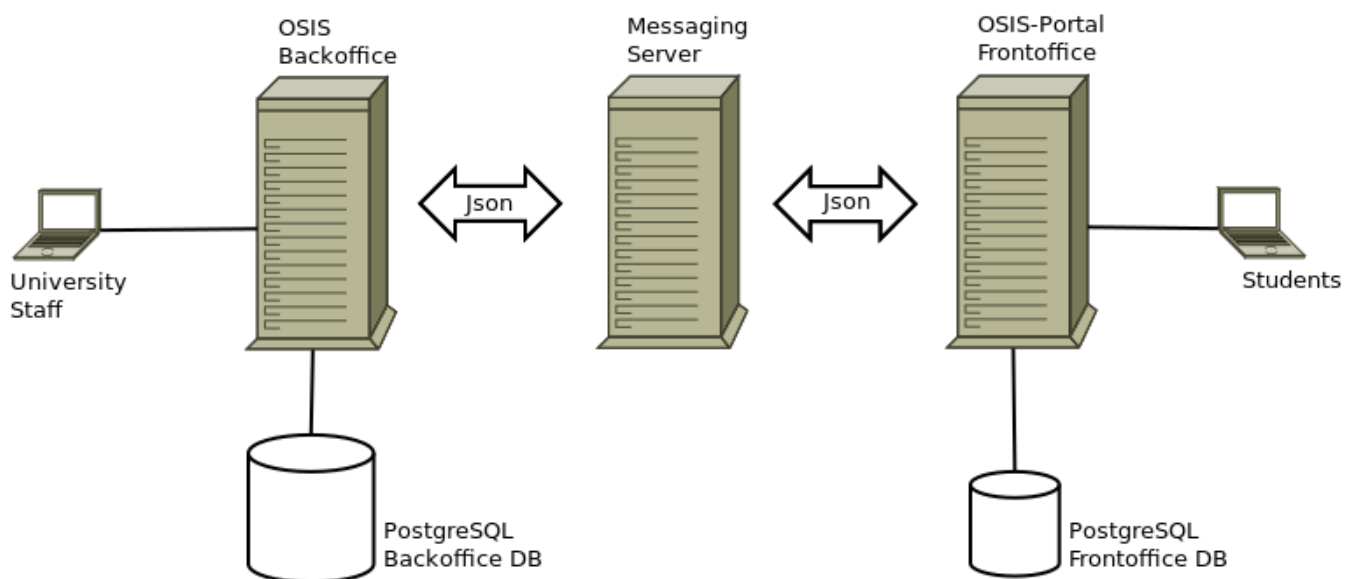 OSIS
Backoffice
Messaging
Server
OSIS-Portal
Frontoffice
Json
Json
University
Staff
Students
PostgreSQL
Backoffice DB
PostgreSQL
Frontoffice DB